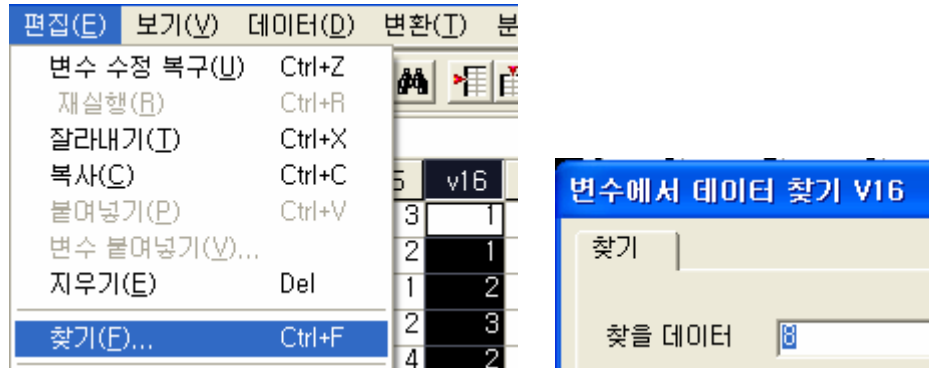 편집(E) 보기(V) 데이터(D) 변환(T) 분
변수 수정 복구(U) Ctrl+Z
재실행(R) Ctrl+R
잘라내기(T) Ctrl+X
복사(C) Ctrl+C
붙여넣기(P) Ctrl+V
변수 붙여넣기(V)...
지우기(E) Del
찾기(F)... Ctrl+F
5 v16
3 1
2 1
1 2
2 3
4 2
변수에서 데이터 찾기 V16
찾기
찾을 데이터 8